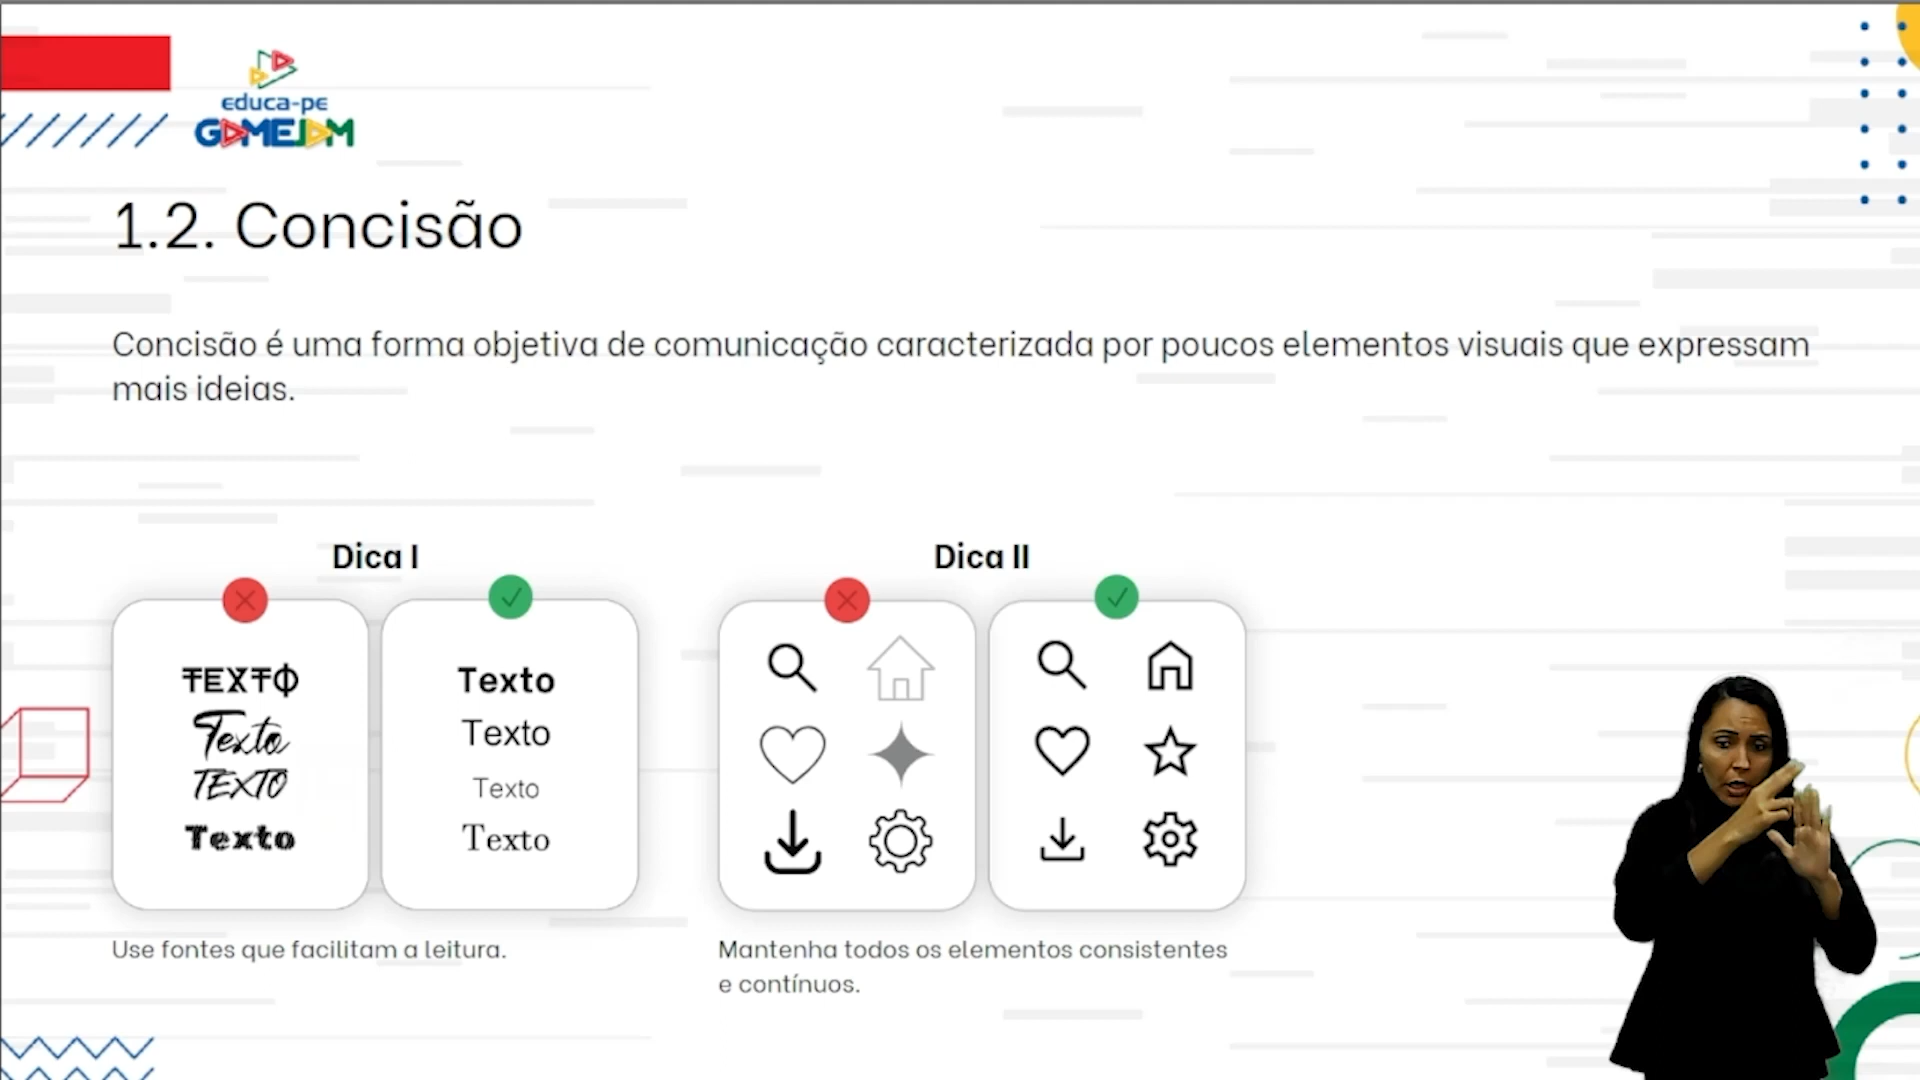 educa-pe
GAMEJAM
1.2. Concisão
Concisão é uma forma objetiva de comunicação caracterizada por poucos elementos visuais que expressam
mais ideias.
Dica I
Dica II
TEXTO
Texto
TEXTO
Texto
Texto
Texto
Texto
Texto
Use fontes que facilitam a leitura.
Mantenha todos os elementos consistentes
e contínuos.